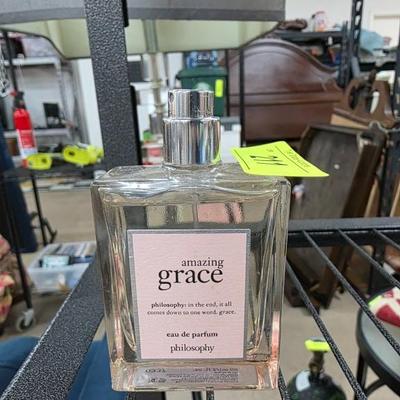 amazing
grace
philosophy: in the end, it all
comes down to one word. grace.
eau de parfum
philosophy